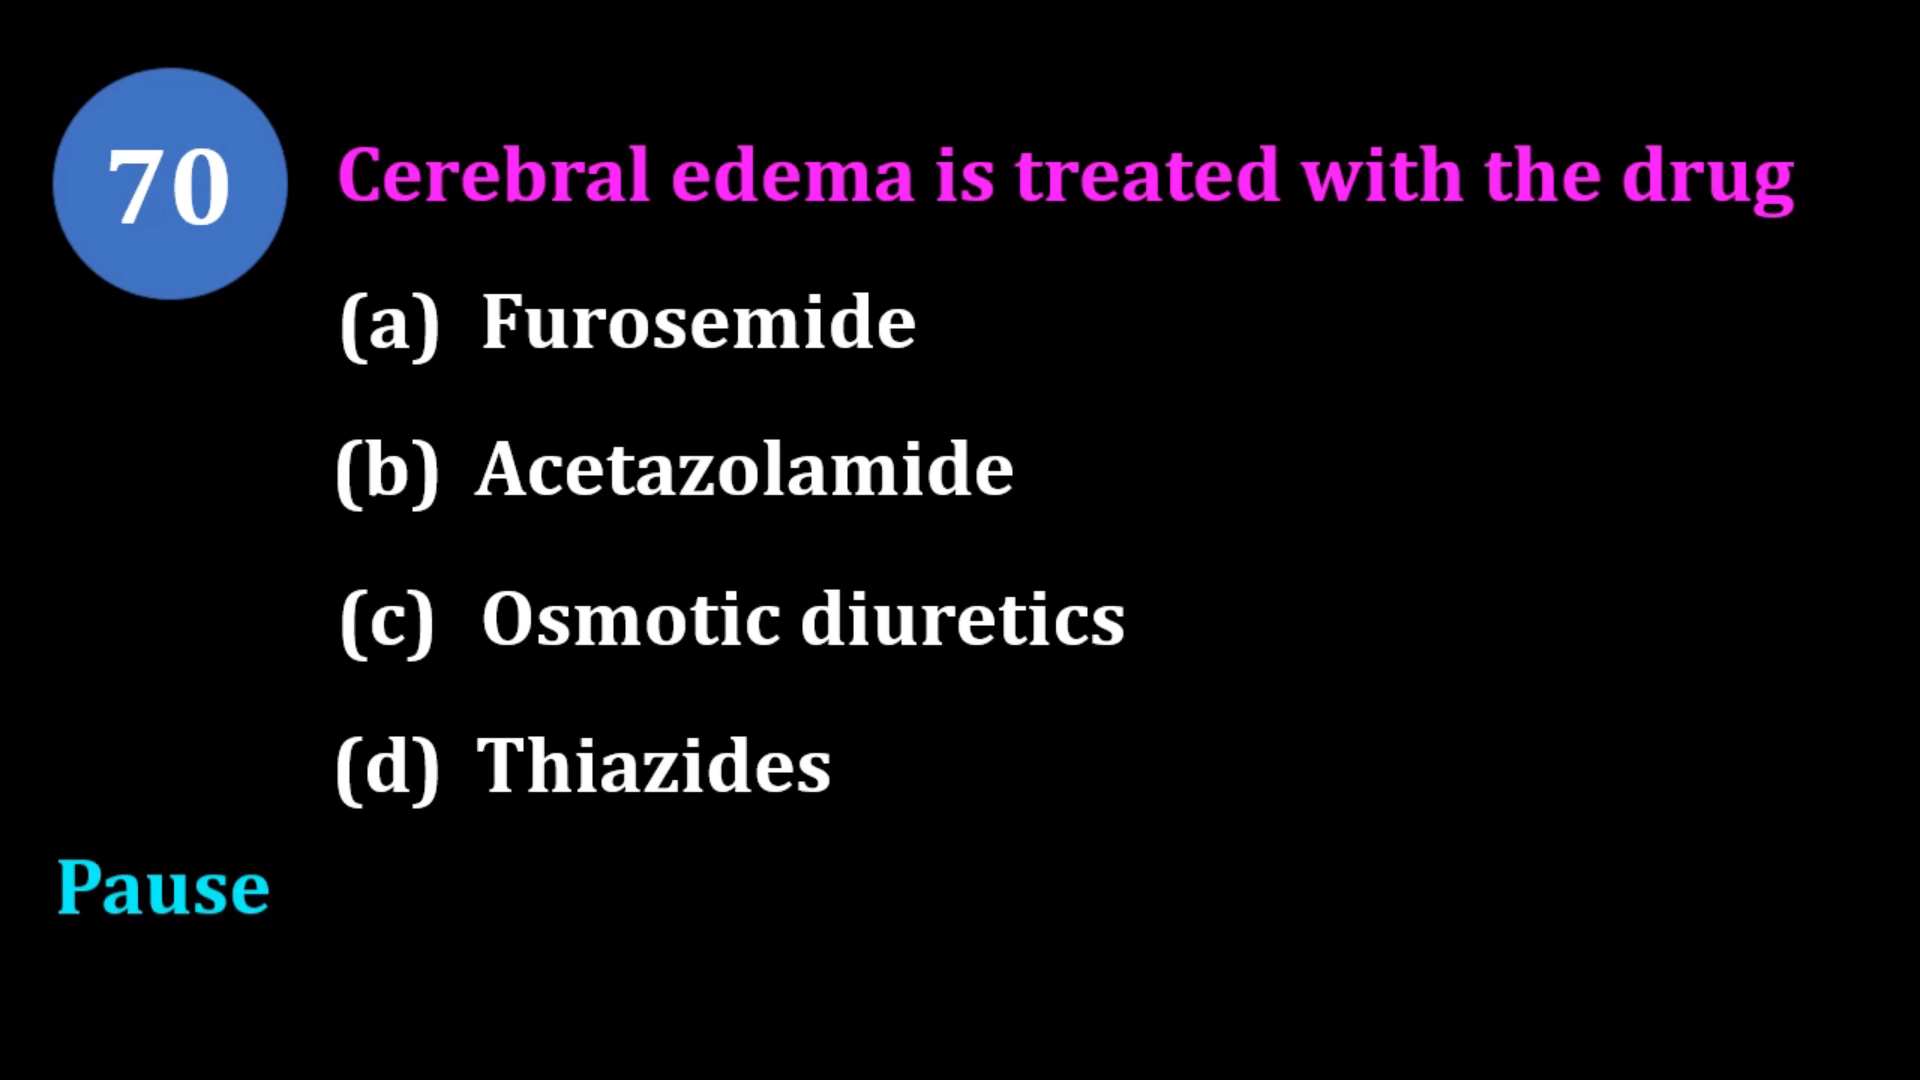 70
Cerebral edema is treated with the drug
(a) Furosemide
(b) Acetazolamide
(c) Osmotic diuretics
(d) Thiazides
Pause